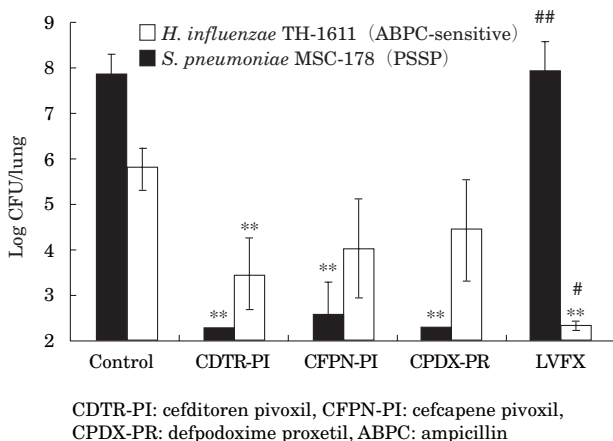 9
8
7
6
5
4
3
2
Log CFU/lung
H. influenzae TH-1611 (ABPC-sensitive)
S. pneumoniae MSC-178 (PSSP)
##
**
**
**
**
#
**
Control CDTR-PI CFPN-PI CPDX-PR LVFX
CDTR-PI: cefditoren pivoxil, CFPN-PI: cefcapene pivoxil,
CPDX-PR: defpodoxime proxetil, ABPC: ampicillin